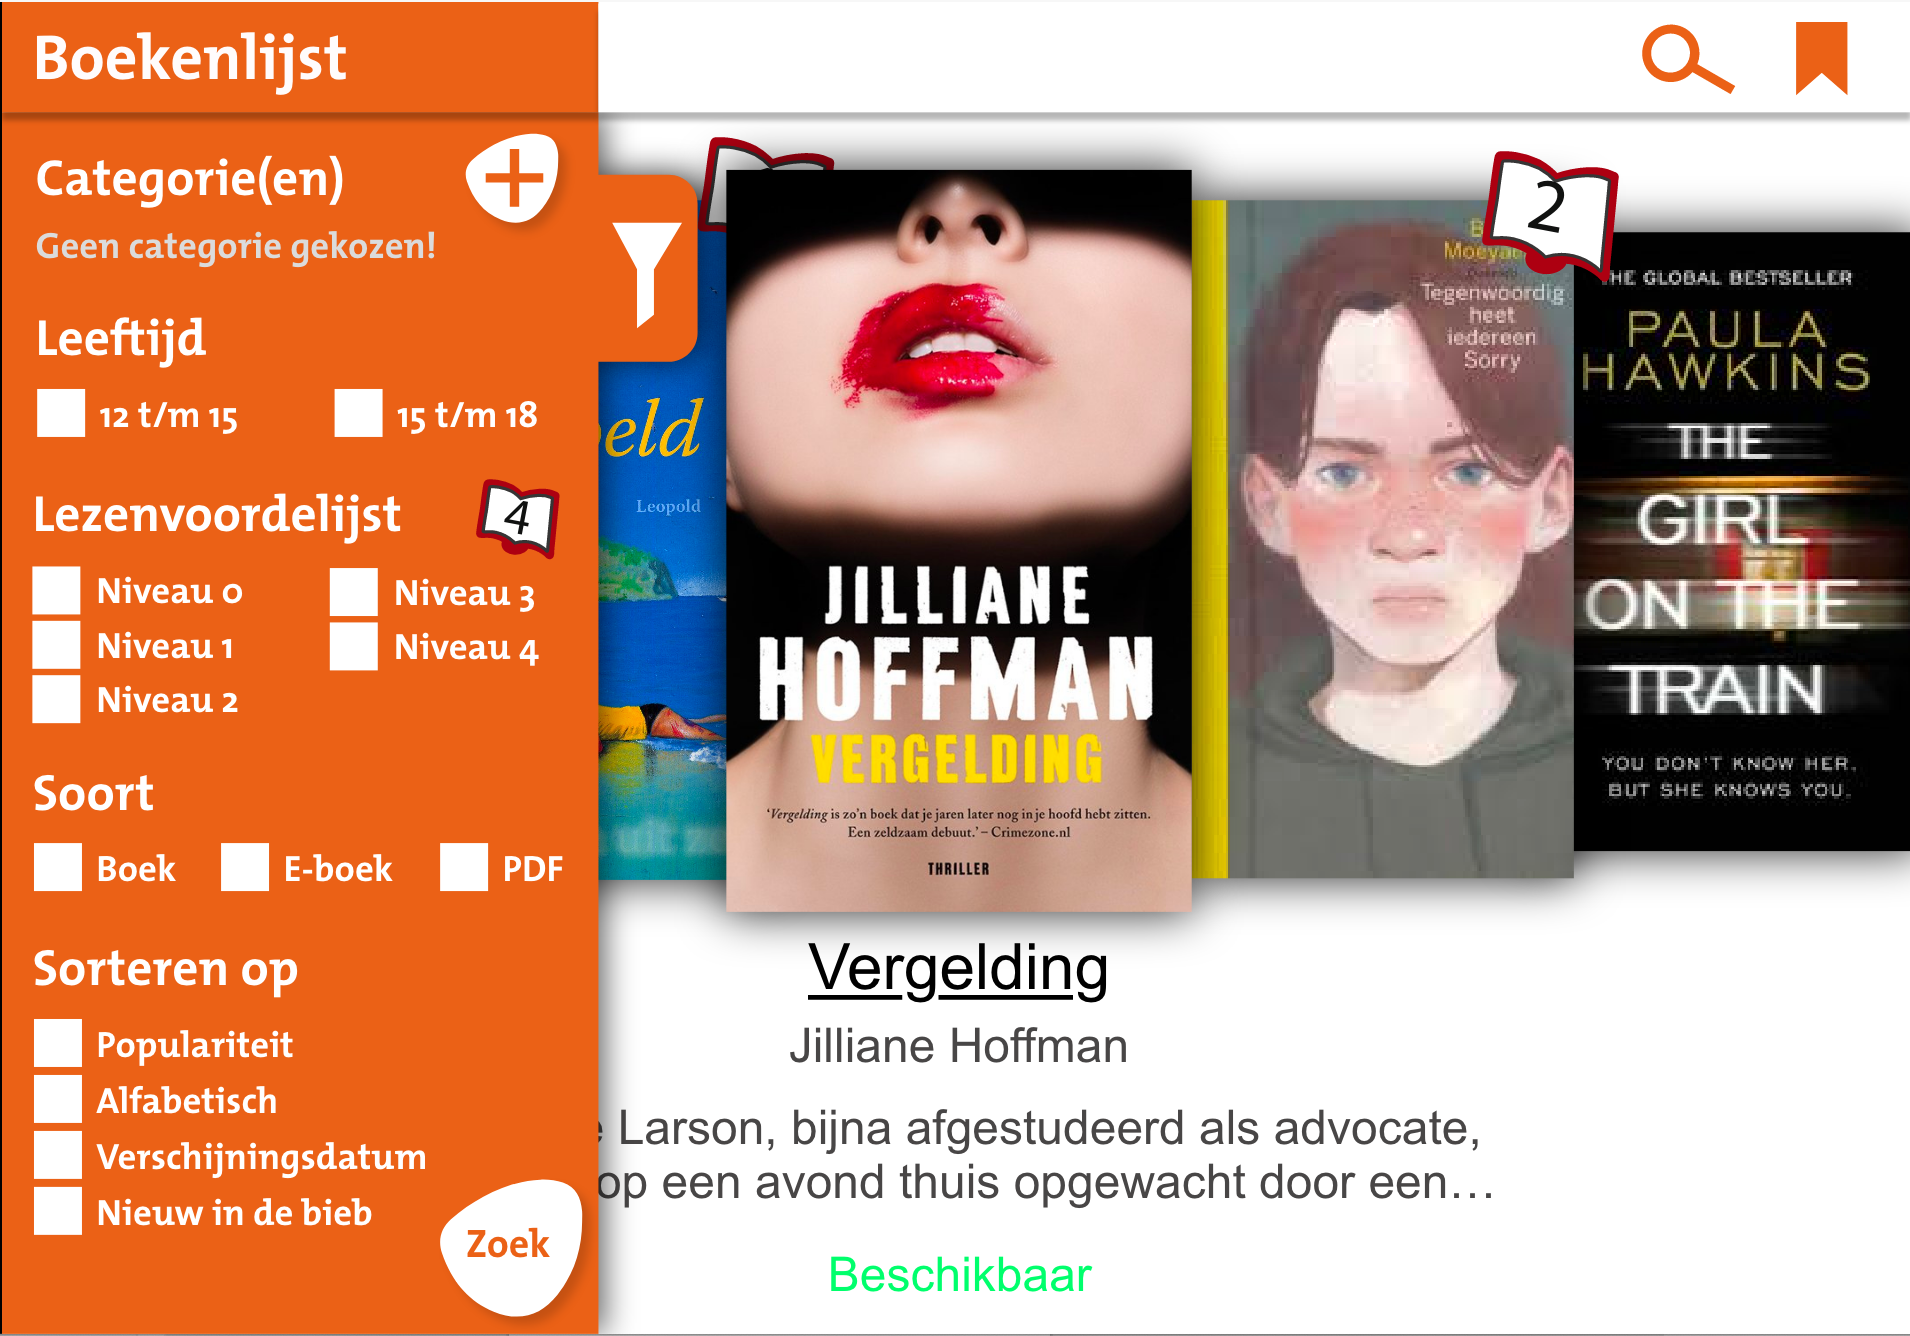 Boekenlijst
Categorie(en)
Geen categorie gekozen!
Leeftijd
12 t/m 15
15 t/m 18
Lezenvoordelijst
4
Niveau 0
Niveau 3
Niveau 1
Niveau 4
Niveau 2
Soort
Boek
E-boek
PDF
Sorteren op
Populariteit
Alfabetisch
Verschijningsdatum
Nieuw in de bieb
Zoek
eld
Leopold
uit
JILLIANE
HOFFMAN
VERGELDING
'Vergelding is zo'n boek dat je jaren later nog in je hoofd hebt zitten.
Een zeldzaam debuut.' – Crimezone.nl
THRILLER
2
Tegenwoordig
heet
iedereen
Sorry
THE GLOBAL BESTSELLER
PAULA
HAWKINS
THE
GIRL
ON THE
TRAIN
YOU DON'T KNOW HER.
BUT SHE KNOWS YOU.
Vergelding
Jilliane Hoffman
Larson, bijna afgestudeerd als advocate,
op een avond thuis opgewacht door een...
Beschikbaar